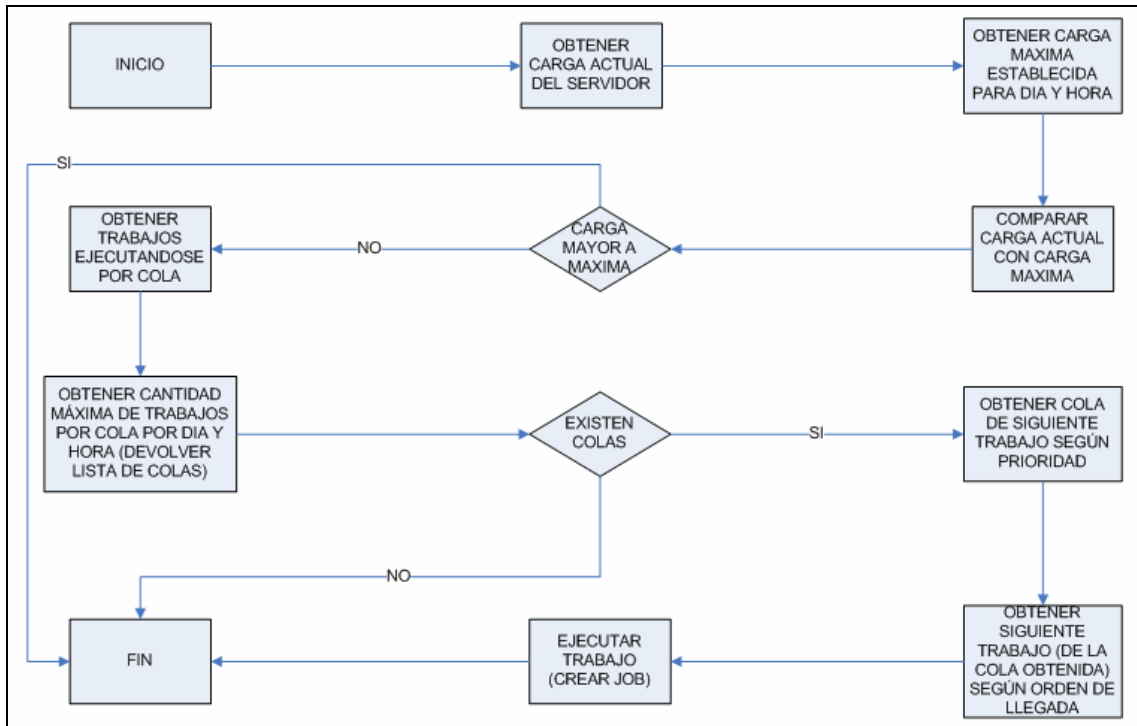 INICIO
OBTENER
CARGA ACTUAL
DEL SERVIDOR
OBTENER CARGA
MAXIMA
ESTABLECIDA
PARA DIA Y HORA
SI
OBTENER
TRABAJOS
EJECUTANDOSE
POR COLA
NO
CARGA
MAYOR A
MAXIMA
COMPARAR
CARGA ACTUAL
CON CARGA
MAXIMA
OBTENER CANTIDAD
MÁXIMA DE TRABAJOS
POR COLA POR DIA Y
HORA (DEVOLVER
LISTA DE COLAS)
EXISTEN
COLAS
SI
OBTENER COLA
DE SIGUIENTE
TRABAJO SEGÚN
PRIORIDAD
NO
FIN
EJECUTAR
TRABAJO
(CREAR JOB)
OBTENER
SIGUIENTE
TRABAJO (DE LA
COLA OBTENIDA)
SEGÚN ORDEN DE
LLEGADA